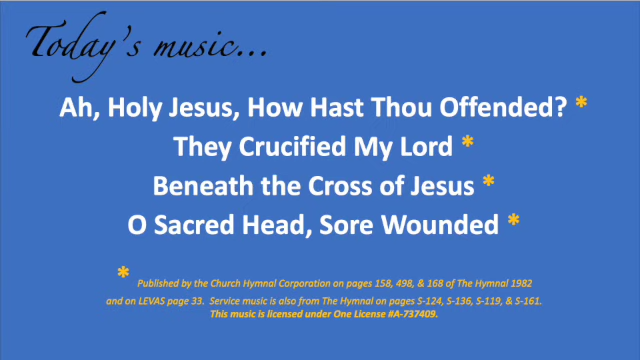 Today's music...
Ah, Holy Jesus, How Hast Thou Offended? *
They Crucified My Lord *
Beneath the Cross of Jesus *
O Sacred Head, Sore Wounded *
* Published by the Church Hymnal Corporation on pages 158, 498, & 168 of The Hymnal 1982
and on LEVAS page 33. Service music is also from The Hymnal on pages S-124, S-136, S-119, & S-161.
This music is licensed under One License #A-737409.